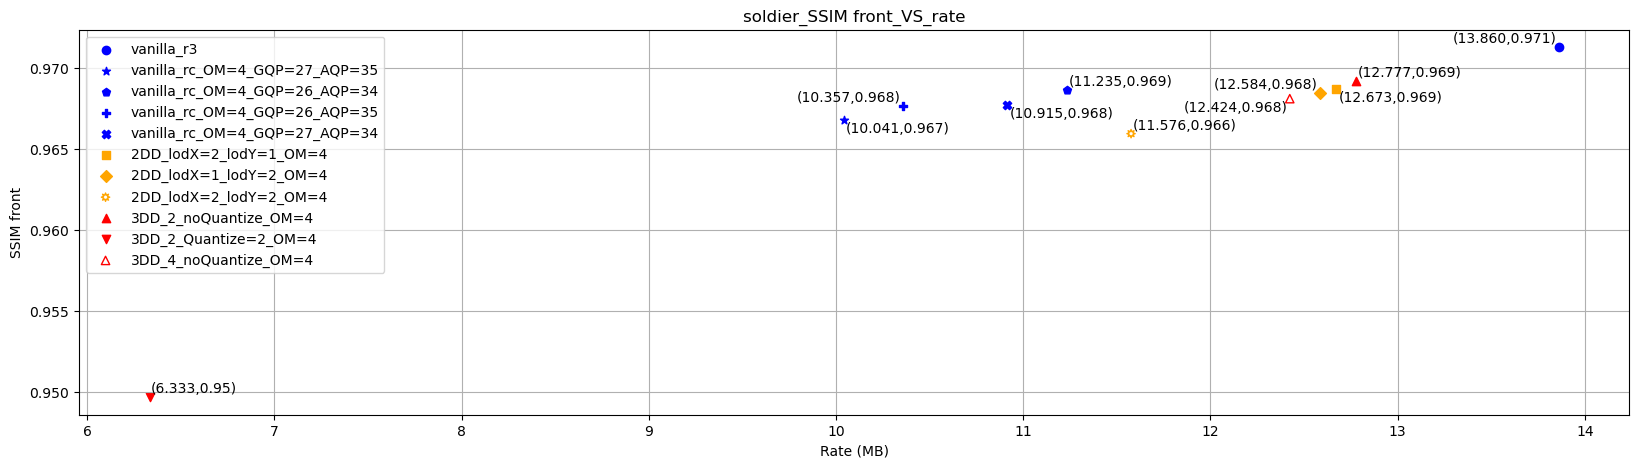 soldier_SSIM front_VS_rate
vanilla_r3
vanilla_rc_OM=4_GQP=27_AQP=35
vanilla_rc_OM=4_GQP=26_AQP=34
vanilla_rc_OM=4_GQP=26_AQP=35
vanilla_rc_OM=4_GQP=27_AQP=34
2DD_lodX=2_lodY=1_OM=4
2DD_lodX=1_lodY=2_OM=4
2DD_lodX=2_lodY=2_OM=4
3DD_2_noQuantize_OM=4
3DD_2_Quantize=2_OM=4
3DD_4_noQuantize_OM=4
(13.860,0.971)
(12.777,0.969)
(11.235,0.969)
(12.584,0.968)
(10.357,0.968)
(12.673,0.969)
(12.424,0.968)
(10.915,0.968)
(10.041,0.967)
(11.576,0.966)
(6.333,0.95)
SSIM front
0.970
0.965
0.960
0.955
0.950
6
7
8
9
10
11
12
13
14
Rate (MB)